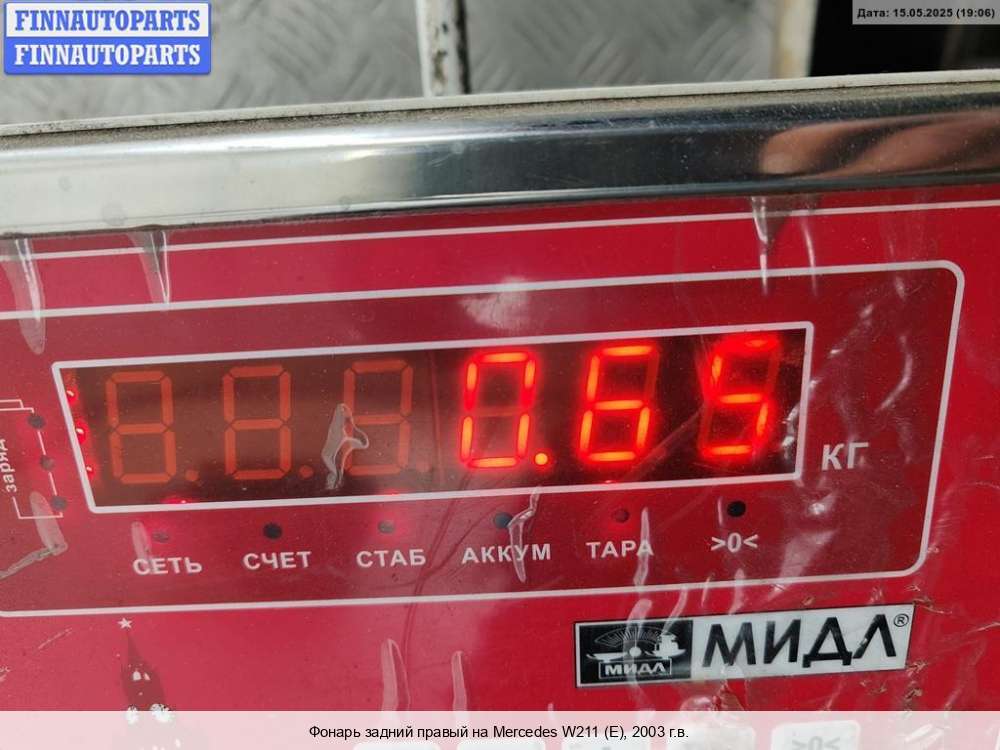 FINNAUTOPARTS
FINNAUTOPARTS
Дата: 15.05.2025 (19:06)
0.65
КГ
заряд
СЕТЬ СЧЕТ СТАБ АККУМ ТАРА >0<
МИДЛ МИДЛ®
Фонарь задний правый на Mercedes W211 (E), 2003 г.в.
>0<